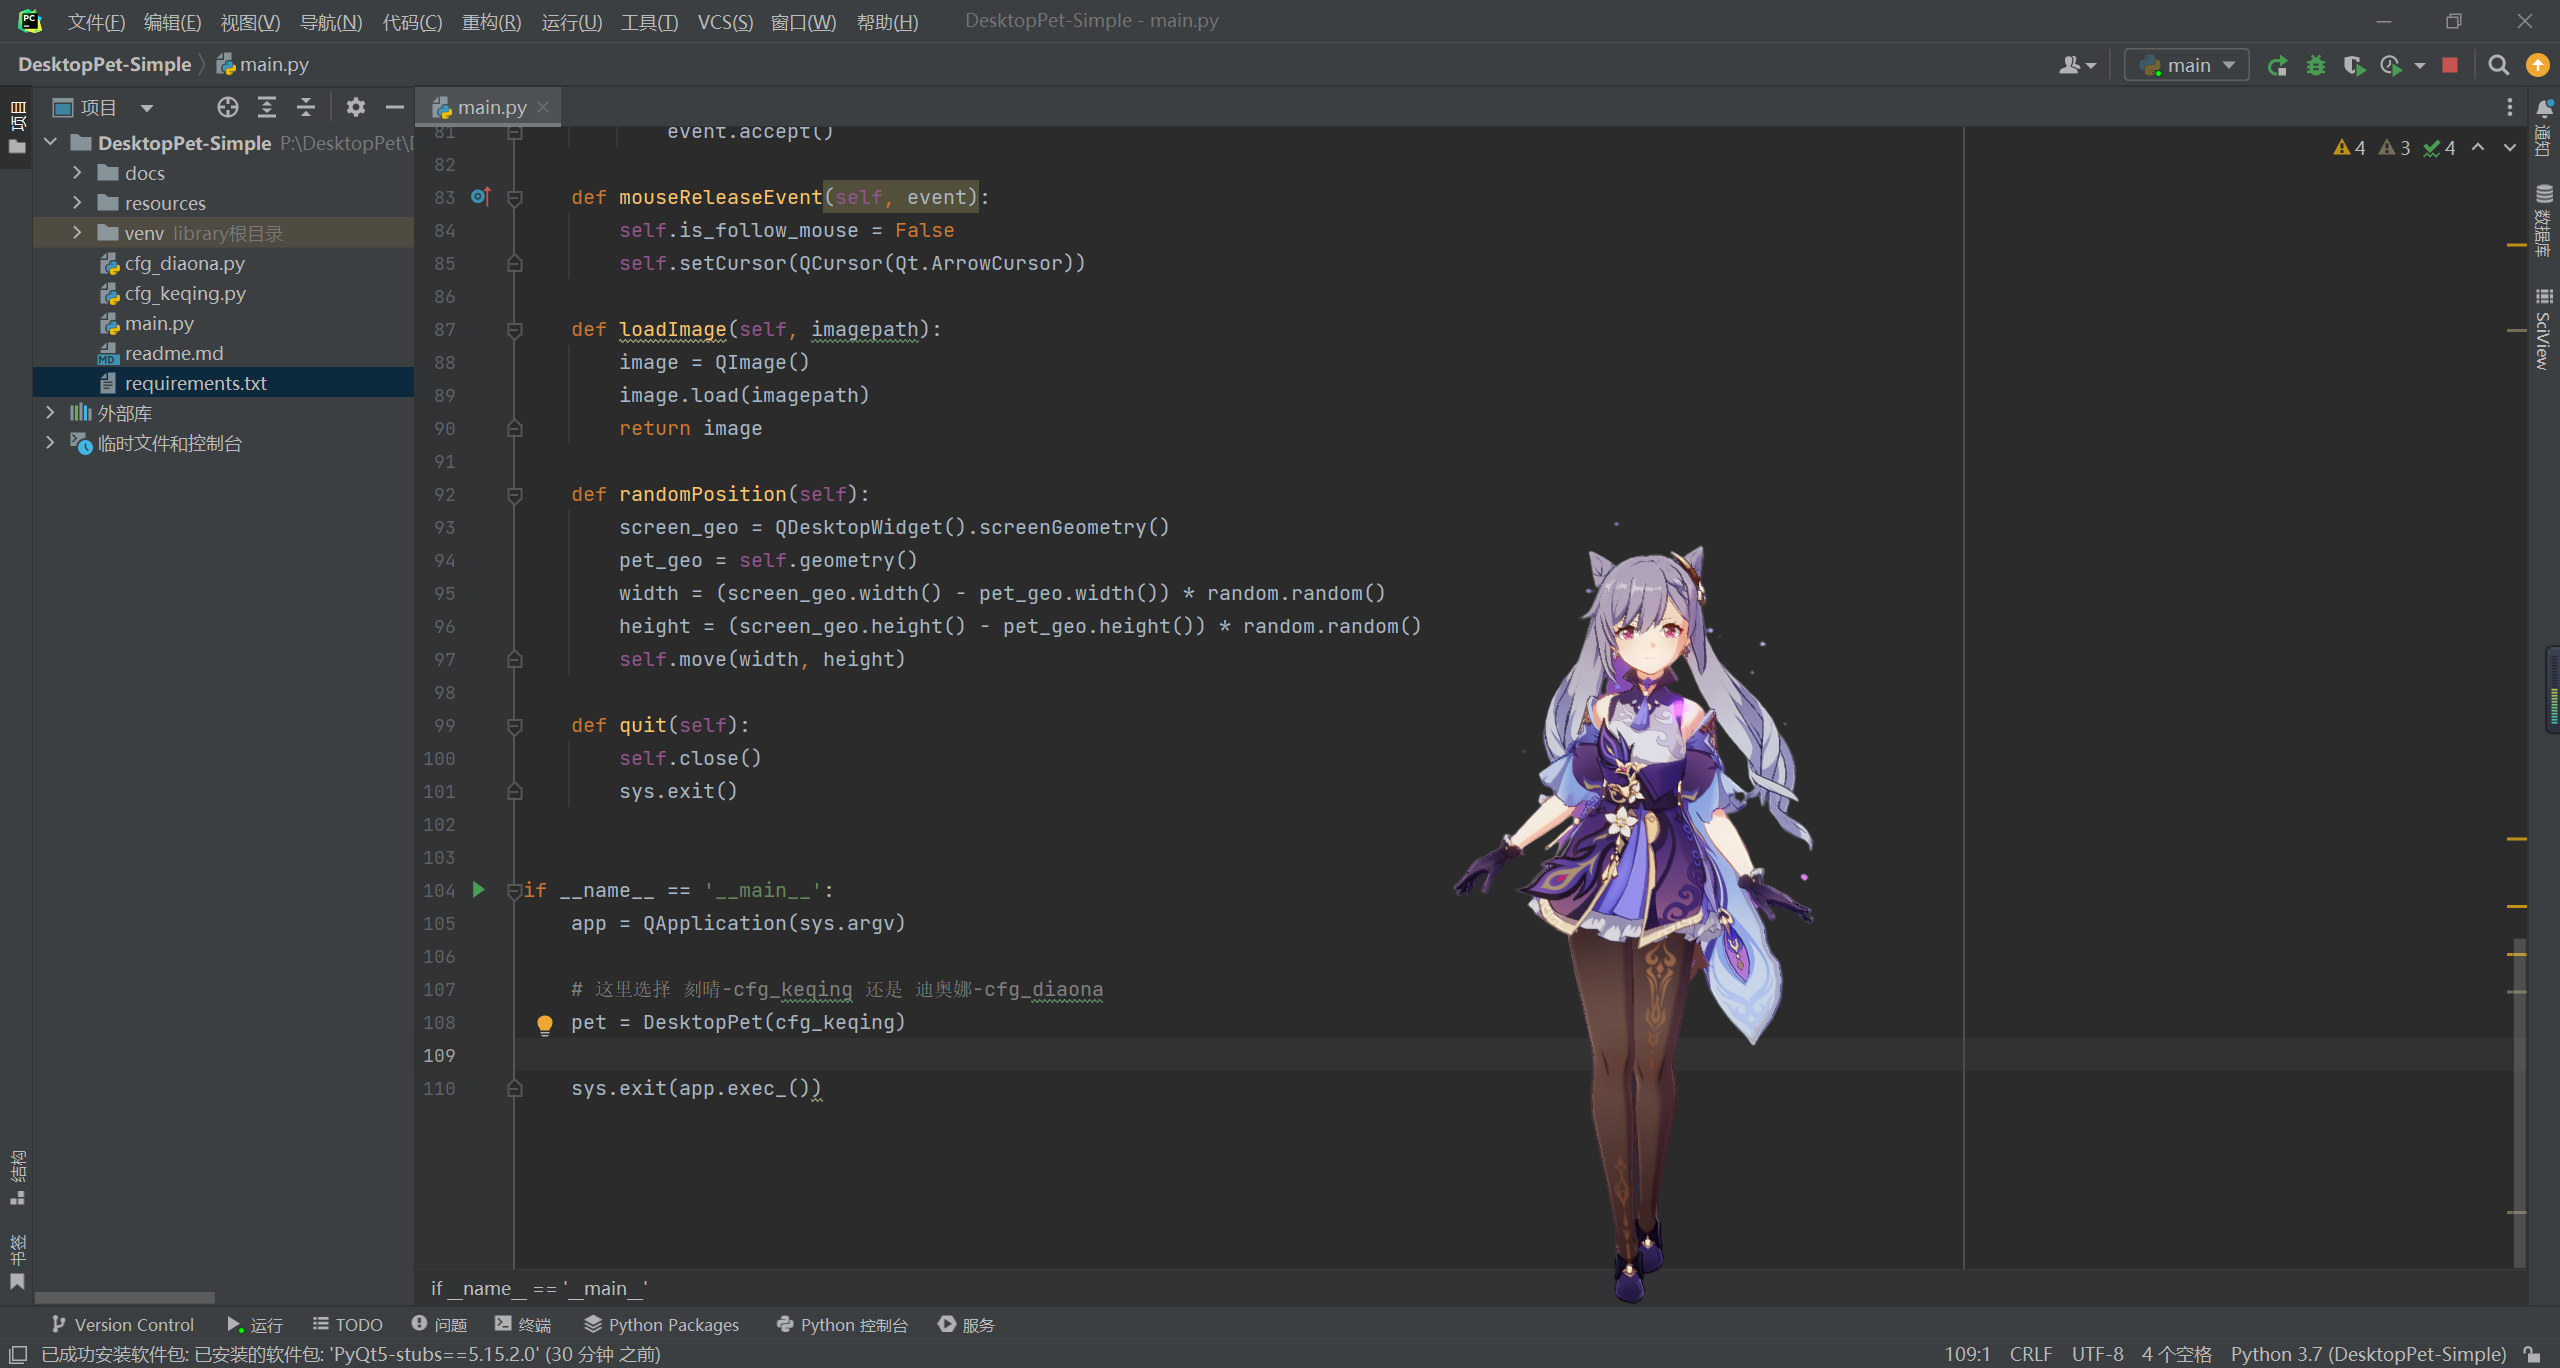 文件(F) 编辑(E) 视图(V) 导航(N) 代码(C) 重构(R) 运行(U) 工具(T) VCS(S) 窗口(W) 帮助(H) DesktopPet-Simple - main.py
DesktopPet-Simple main.py main
项目
main.py
DesktopPet-Simple P:\DesktopPet\
docs
resources
venv library根目录
cfg_diaona.py
cfg_keqing.py
main.py
readme.md
requirements.txt
外部库
临时文件和控制台
项目
结构
书签
4 3 4
81 event.accept()
82
83 def mouseReleaseEvent(self, event):
84 self.is_follow_mouse = False
85 self.setCursor(QCursor(Qt.ArrowCursor))
86
87 def loadImage(self, imagepath):
88 image = QImage()
89 image.load(imagepath)
90 return image
91
92 def randomPosition(self):
93 screen_geo = QDesktopWidget().screenGeometry()
94 pet_geo = self.geometry()
95 width = (screen_geo.width() - pet_geo.width()) * random.random()
96 height = (screen_geo.height() - pet_geo.height()) * random.random()
97 self.move(width, height)
98
99 def quit(self):
100 self.close()
101 sys.exit()
102
103
104 if __name__ == '__main__':
105 app = QApplication(sys.argv)
106
107 # 这里选择 刻晴-cfg_keqing 还是 迪奥娜-cfg_diaona
108 pet = DesktopPet(cfg_keqing)
109
110 sys.exit(app.exec_())
通知
数据库
SciView
if __name__ == '__main__'
Version Control 运行 TODO 问题 终端 Python Packages Python 控制台 服务
已成功安装软件包: 已安装的软件包: 'PyQt5-stubs==5.15.2.0' (30 分钟 之前) 109:1 CRLF UTF-8 4 个空格 Python 3.7 (DesktopPet-Simple)